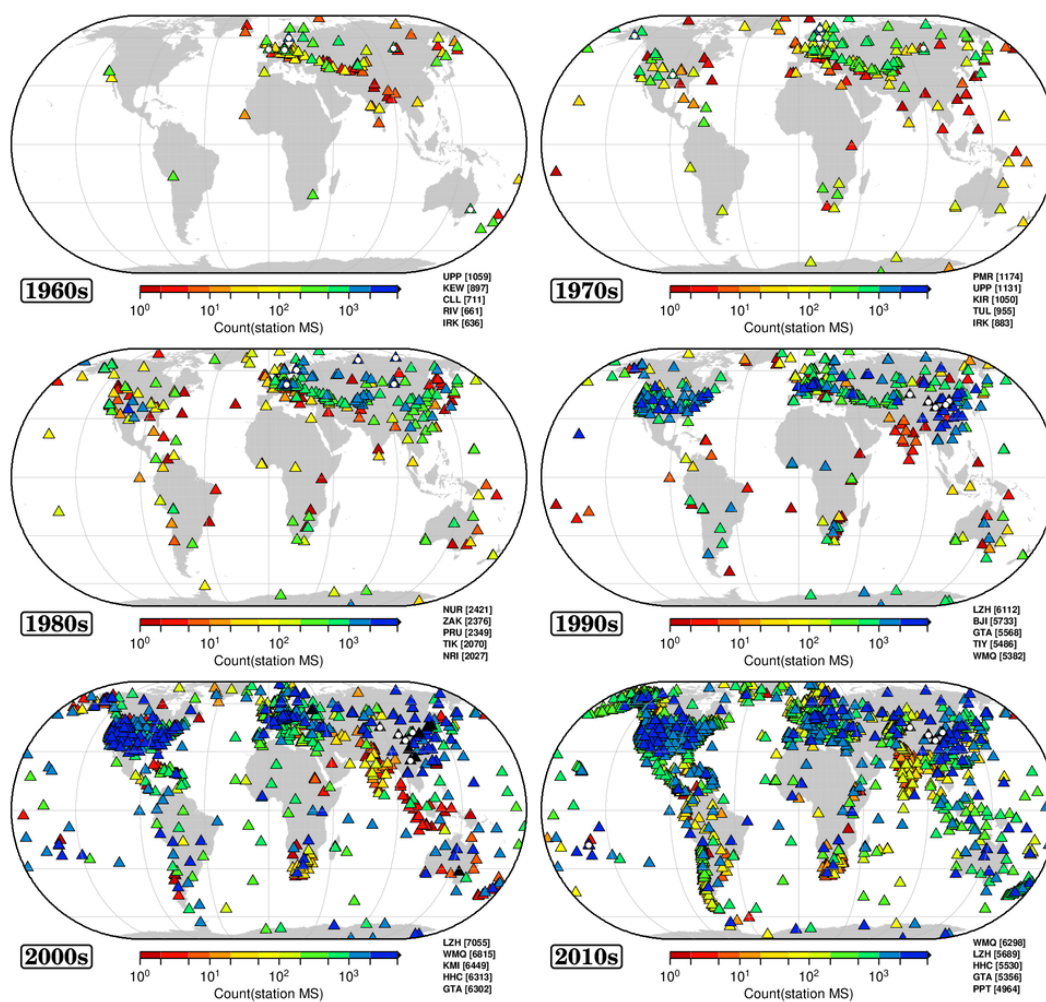 UPP [1059]
KEW [897]
CLL [711]
RIV [661]
IRK [636]
1960s
10⁰ 10¹ 10² 10³
Count(station MS)
PMR [1174]
UPP [1131]
KIR [1050]
TUL [955]
IRK [883]
1970s
10⁰ 10¹ 10² 10³
Count(station MS)
NUR [2421]
ZAK [2376]
PRU [2349]
TIK [2070]
NRI [2027]
1980s
10⁰ 10¹ 10² 10³
Count(station MS)
LZH [6112]
BJI [5733]
GTA [5568]
TIY [5486]
WMQ [5382]
1990s
10⁰ 10¹ 10² 10³
Count(station MS)
LZH [7055]
WMQ [6815]
KMI [6449]
HHC [6313]
GTA [6302]
2000s
10⁰ 10¹ 10² 10³
Count(station MS)
WMQ [6298]
LZH [5689]
HHC [5530]
GTA [5356]
PPT [4964]
2010s
10⁰ 10¹ 10² 10³
Count(station MS)